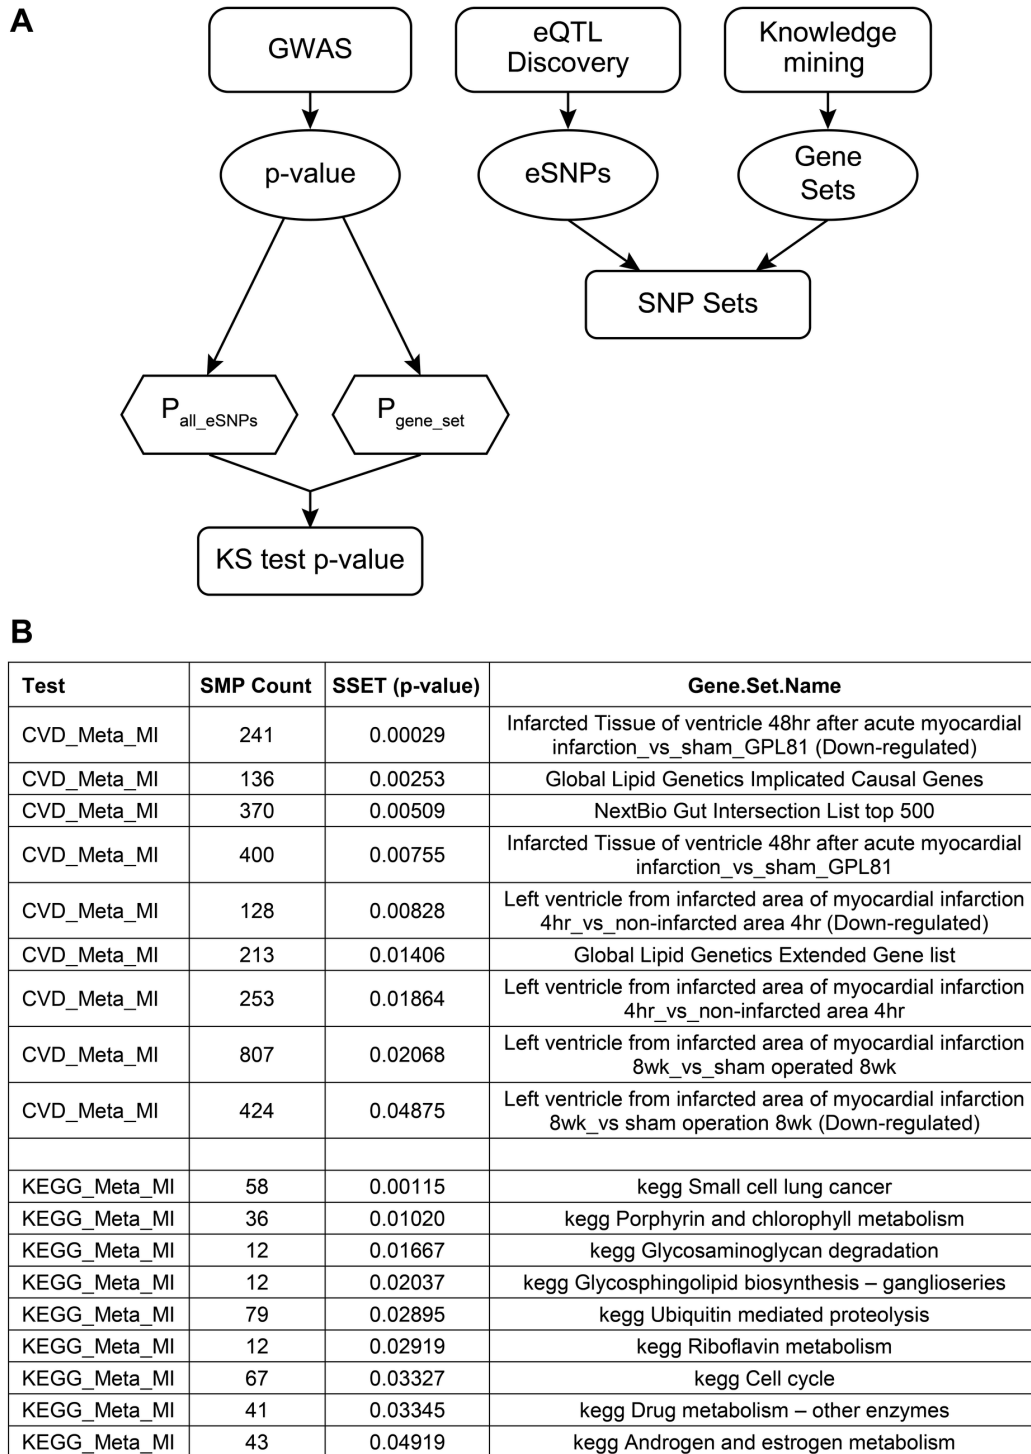 A
GWAS
eQTL
Discovery
Knowledge
mining
p-value
eSNPs
Gene
Sets
SNP Sets
Pall_eSNPs
Pgene_set
KS test p-value
B
Test SMP Count SSET (p-value) Gene.Set.Name
CVD_Meta_MI 241 0.00029 Infarcted Tissue of ventricle 48hr after acute myocardial
infarction_vs_sham_GPL81 (Down-regulated)
CVD_Meta_MI 136 0.00253 Global Lipid Genetics Implicated Causal Genes
CVD_Meta_MI 370 0.00509 NextBio Gut Intersection List top 500
CVD_Meta_MI 400 0.00755 Infarcted Tissue of ventricle 48hr after acute myocardial
infarction_vs_sham_GPL81
CVD_Meta_MI 128 0.00828 Left ventricle from infarcted area of myocardial infarction
4hr_vs_non-infarcted area 4hr (Down-regulated)
CVD_Meta_MI 213 0.01406 Global Lipid Genetics Extended Gene list
CVD_Meta_MI 253 0.01864 Left ventricle from infarcted area of myocardial infarction
4hr_vs_non-infarcted area 4hr
CVD_Meta_MI 807 0.02068 Left ventricle from infarcted area of myocardial infarction
8wk_vs_sham operated 8wk
CVD_Meta_MI 424 0.04875 Left ventricle from infarcted area of myocardial infarction
8wk_vs sham operation 8wk (Down-regulated)
KEGG_Meta_MI 58 0.00115 kegg Small cell lung cancer
KEGG_Meta_MI 36 0.01020 kegg Porphyrin and chlorophyll metabolism
KEGG_Meta_MI 12 0.01667 kegg Glycosaminoglycan degradation
KEGG_Meta_MI 12 0.02037 kegg Glycosphingolipid biosynthesis – ganglioseries
KEGG_Meta_MI 79 0.02895 kegg Ubiquitin mediated proteolysis
KEGG_Meta_MI 12 0.02919 kegg Riboflavin metabolism
KEGG_Meta_MI 67 0.03327 kegg Cell cycle
KEGG_Meta_MI 41 0.03345 kegg Drug metabolism – other enzymes
KEGG_Meta_MI 43 0.04919 kegg Androgen and estrogen metabolism